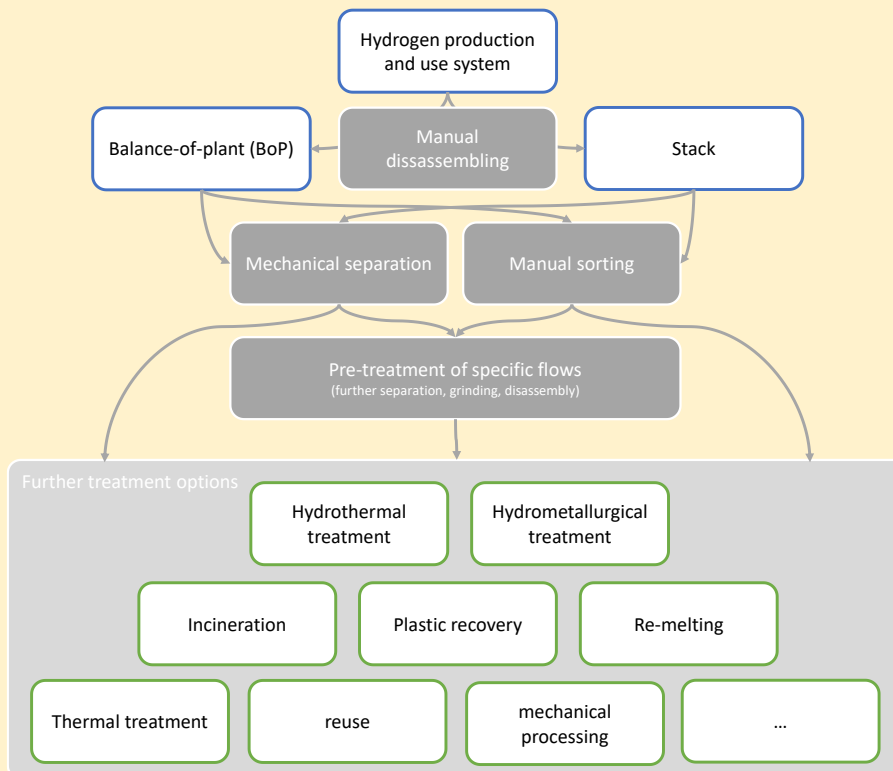 Hydrogen production
and use system
Balance-of-plant (BoP)
Manual
dissassembling
Stack
Mechanical separation
Manual sorting
Pre-treatment of specific flows
(further separation, grinding, disassembly)
Further treatment options
Hydrothermal
treatment
Hydrometallurgical
treatment
Incineration
Plastic recovery
Re-melting
Thermal treatment
reuse
mechanical
processing
...